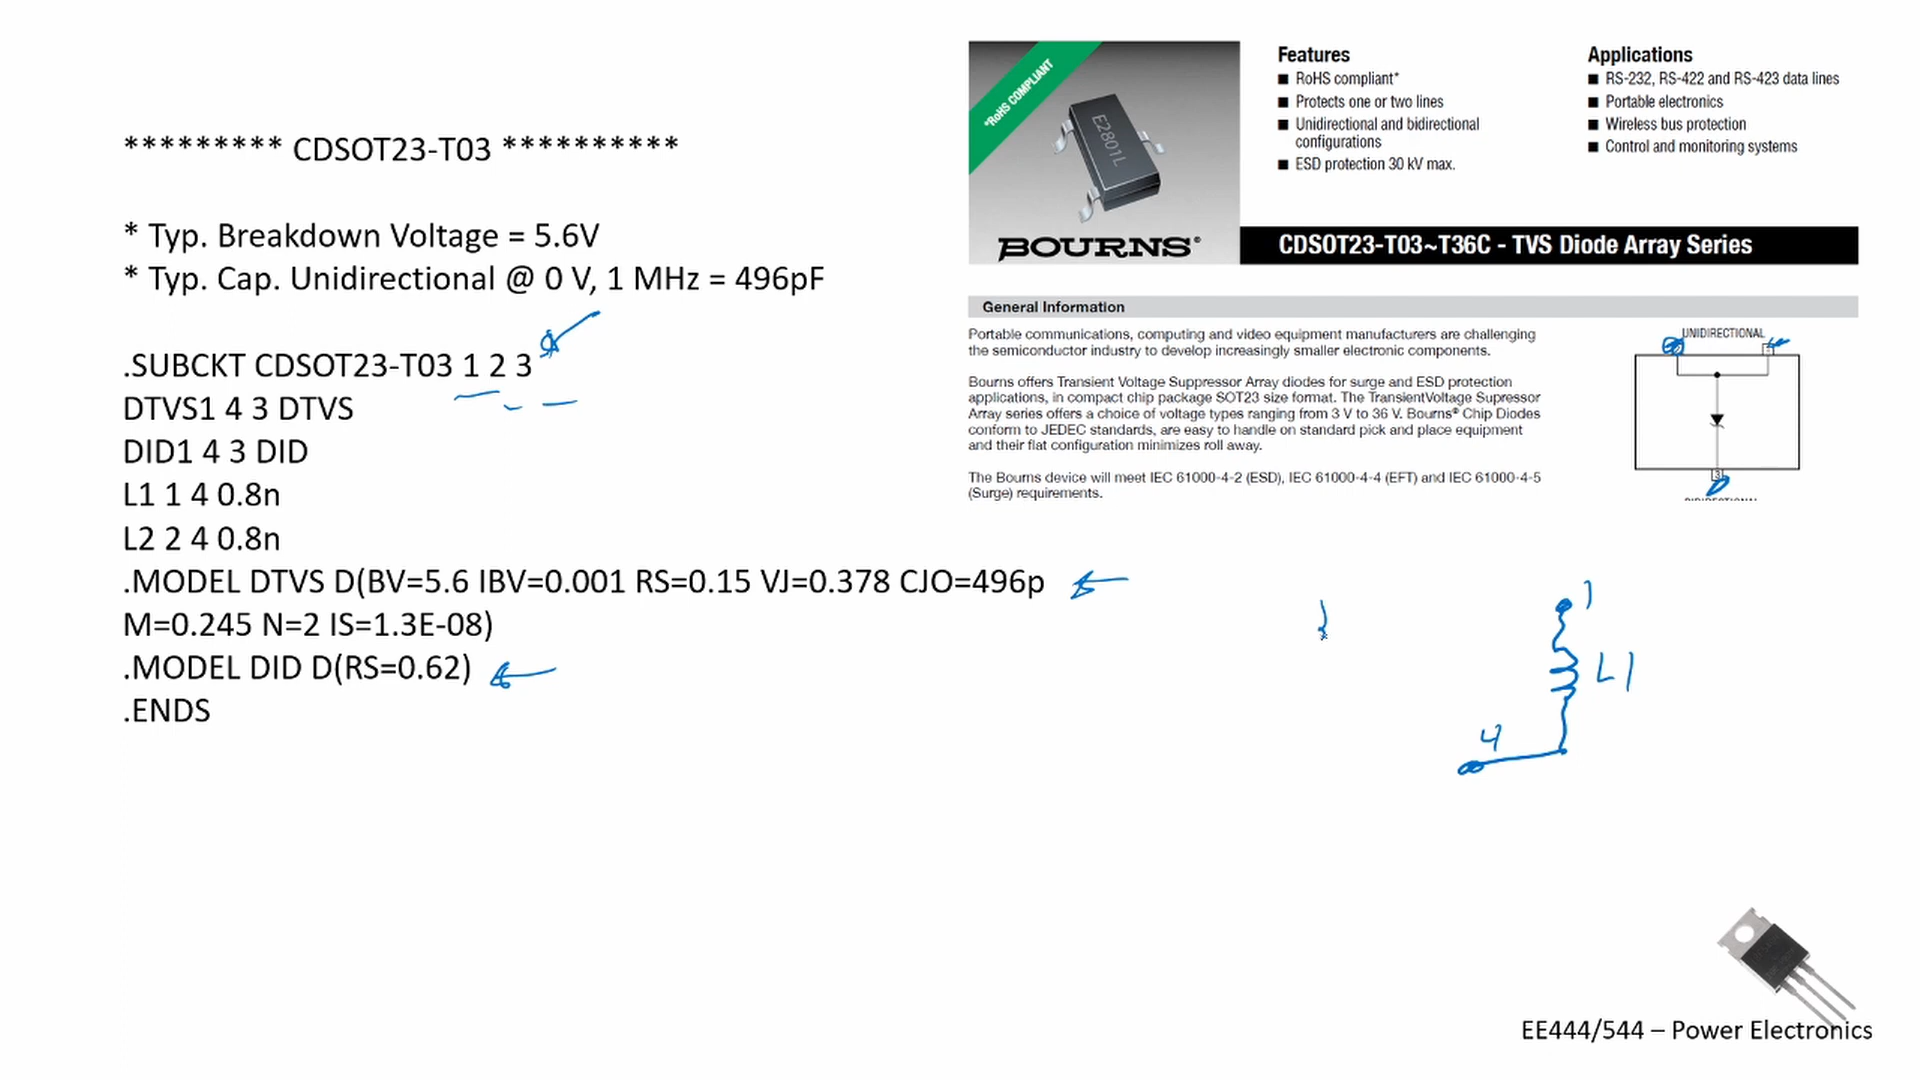 ********* CDSOT23-T03 **********
* Typ. Breakdown Voltage = 5.6V
* Typ. Cap. Unidirectional @ 0 V, 1 MHz = 496pF
.SUBCKT CDSOT23-T03 1 2 3
DTVS1 4 3 DTVS
DID1 4 3 DID
L1 1 4 0.8n
L2 2 4 0.8n
.MODEL DTVS D(BV=5.6 IBV=0.001 RS=0.15 VJ=0.378 CJO=496p
M=0.245 N=2 IS=1.3E-08)
.MODEL DID D(RS=0.62)
.ENDS
*RoHS COMPLIANT
E2801L
BOURNS®
Features
■ RoHS compliant*
■ Protects one or two lines
■ Unidirectional and bidirectional
configurations
■ ESD protection 30 kV max.
Applications
■ RS-232, RS-422 and RS-423 data lines
■ Portable electronics
■ Wireless bus protection
■ Control and monitoring systems
CDSOT23-T03~T36C - TVS Diode Array Series
General Information
Portable communications, computing and video equipment manufacturers are challenging
the semiconductor industry to develop increasingly smaller electronic components.
Bourns offers Transient Voltage Suppressor Array diodes for surge and ESD protection
applications, in compact chip package SOT23 size format. The TransientVoltage Supressor
Array series offers a choice of voltage types ranging from 3 V to 36 V. Bourns® Chip Diodes
conform to JEDEC standards, are easy to handle on standard pick and place equipment
and their flat configuration minimizes roll away.
The Bourns device will meet IEC 61000-4-2 (ESD), IEC 61000-4-4 (EFT) and IEC 61000-4-5
(Surge) requirements.
UNIDIRECTIONAL
3
1
L1
4
EE444/544 – Power Electronics